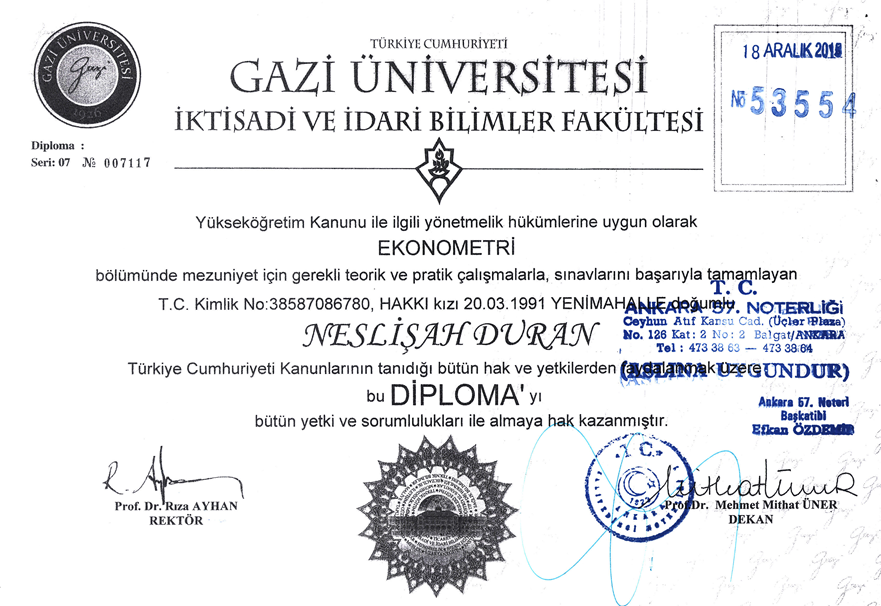 GAZİ ÜNİVERSİTESİ
Gazi
1926
TÜRKİYE CUMHURİYETİ
GAZİ ÜNİVERSİTESİ
İKTİSADİ VE İDARİ BİLİMLER FAKÜLTESİ
18 ARALIK
No 53554
Diploma :
Seri: 07 № 007117
Yükseköğretim Kanunu ile ilgili yönetmelik hükümlerine uygun olarak
EKONOMETRİ
bölümünde mezuniyet için gerekli teorik ve pratik çalışmalarla, sınavlarını başarıyla tamamlayan
T.C. Kimlik No:38587086780, HAKKI kızı 20.03.1991 YENİMAHALLE doğumlu
NESLİŞAH DURAN
Türkiye Cumhuriyeti Kanunlarının tanıdığı bütün hak ve yetkilerden faydalanmak üzere
bu DİPLOMA' yı
bütün yetki ve sorumlulukları ile almaya hak kazanmıştır.
T. C.
ANKARA 57. NOTERLİĞİ
Ceyhun Atıf Kansu Cad. (Üçler Plaza)
No. 126 Kat: 2 No: 2 Balgat/ANKARA
Tel : 473 38 63 — 473 38 64
(ASLINA UYGUNDUR)
Ankara 57. Noteri
Başkatibi
Efkan ÖZDEMİR
Prof. Dr. Rıza AYHAN
REKTÖR
T.C.
Prof.Dr. Mehmet Mithat ÜNER
DEKAN